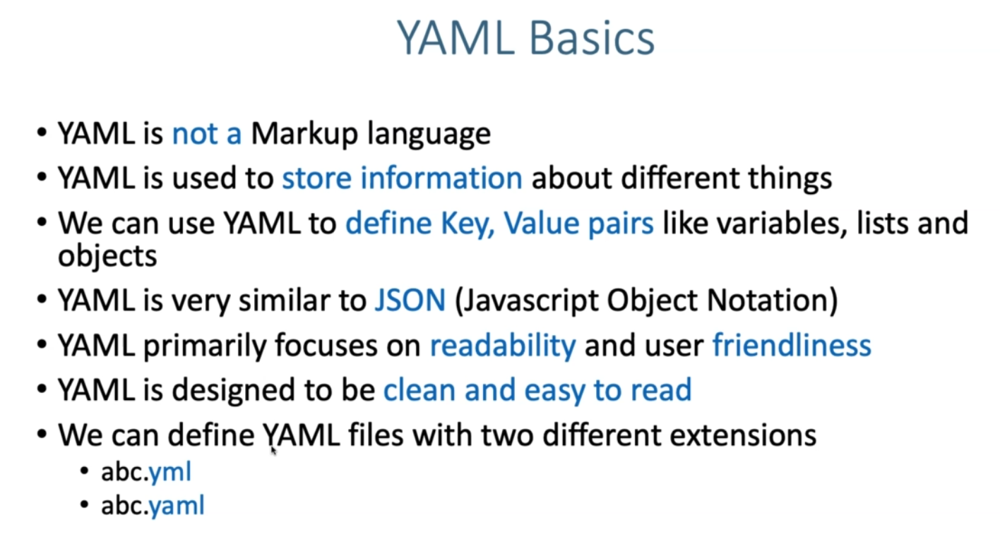 YAML Basics
• YAML is not a Markup language
• YAML is used to store information about different things
• We can use YAML to define Key, Value pairs like variables, lists and
objects
• YAML is very similar to JSON (Javascript Object Notation)
• YAML primarily focuses on readability and user friendliness
• YAML is designed to be clean and easy to read
• We can define YAML files with two different extensions
• abc.yml
• abc.yaml